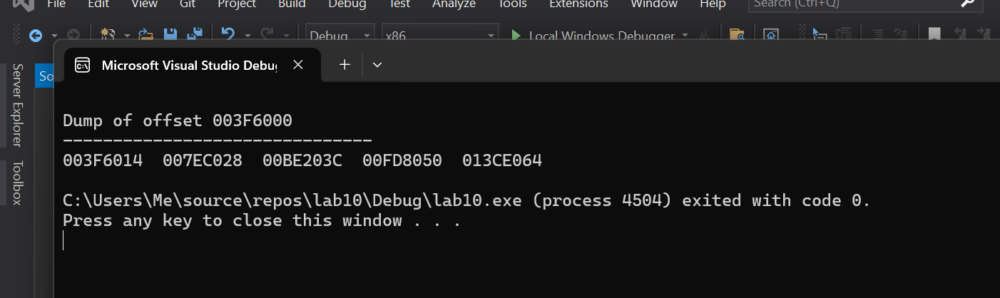 File Edit View Git Project Build Debug Test Analyze Tools Extensions Window Help Search (Ctrl+Q)
Debug x86 Local Windows Debugger
Server Explorer
Toolbox
So
Microsoft Visual Studio Debu
Dump of offset 003F6000
-------------------------------
003F6014 007EC028 00BE203C 00FD8050 013CE064
C:\Users\Me\source\repos\lab10\Debug\lab10.exe (process 4504) exited with code 0.
Press any key to close this window . . .